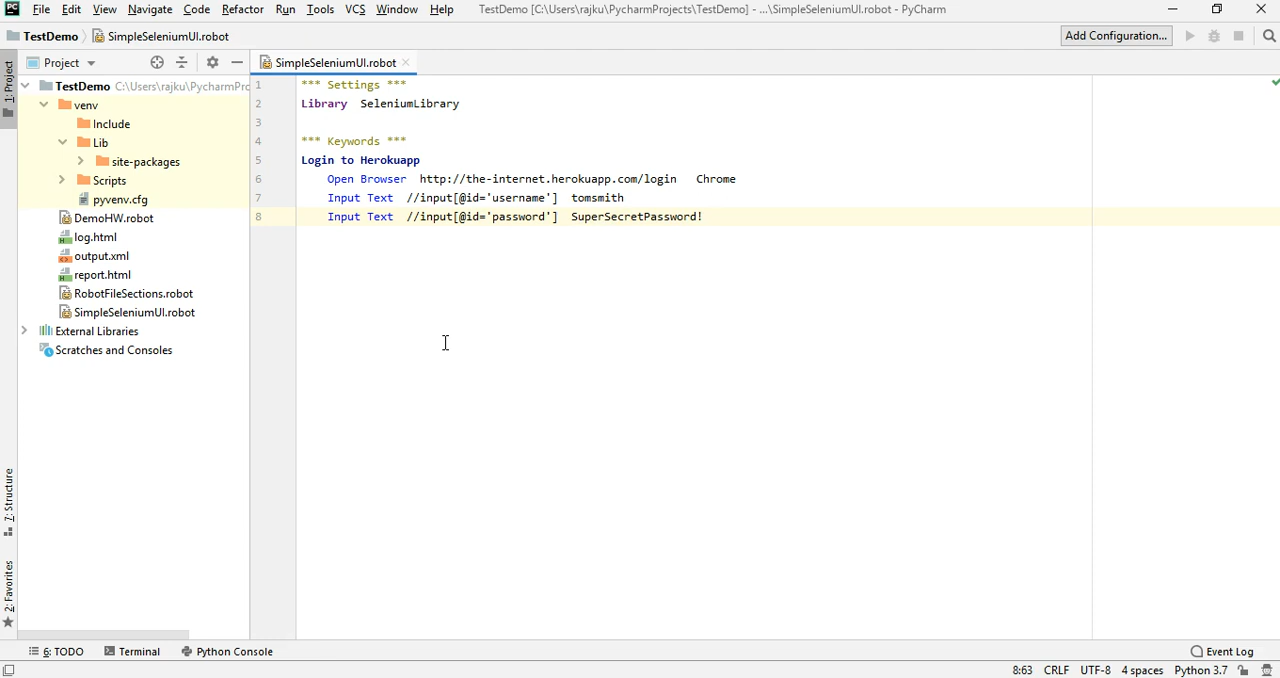 File Edit View Navigate Code Refactor Run Tools VCS Window Help TestDemo [C:\Users\rajku\PycharmProjects\TestDemo] - ...\SimpleSeleniumUI.robot - PyCharm
TestDemo SimpleSeleniumUI.robot Add Configuration...
1: Project
Project SimpleSeleniumUI.robot
TestDemo C:\Users\rajku\PycharmPro
venv
Include
Lib
site-packages
Scripts
pyvenv.cfg
DemoHW.robot
log.html
output.xml
report.html
RobotFileSections.robot
SimpleSeleniumUI.robot
External Libraries
Scratches and Consoles
1 *** Settings ***
2 Library SeleniumLibrary
3
4 *** Keywords ***
5 Login to Herokuapp
6 Open Browser http://the-internet.herokuapp.com/login Chrome
7 Input Text //input[@id='username'] tomsmith
8 Input Text //input[@id='password'] SuperSecretPassword!
7: Structure
2: Favorites
6: TODO Terminal Python Console Event Log
8:63 CRLF UTF-8 4 spaces Python 3.7